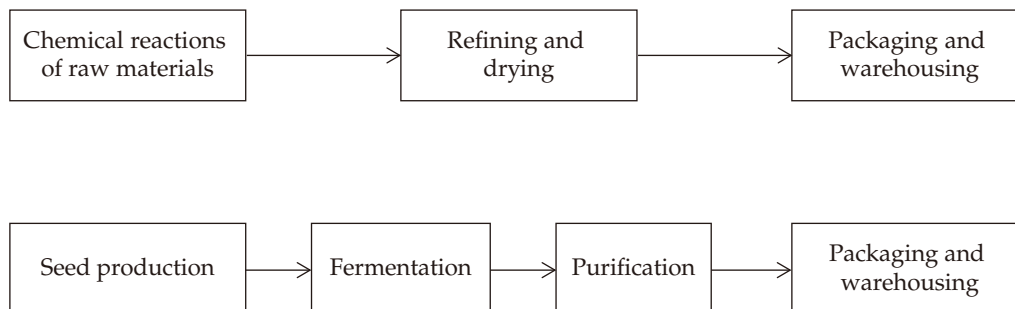 Chemical reactions
of raw materials
Refining and
drying
Packaging and
warehousing
Seed production
Fermentation
Purification
Packaging and
warehousing